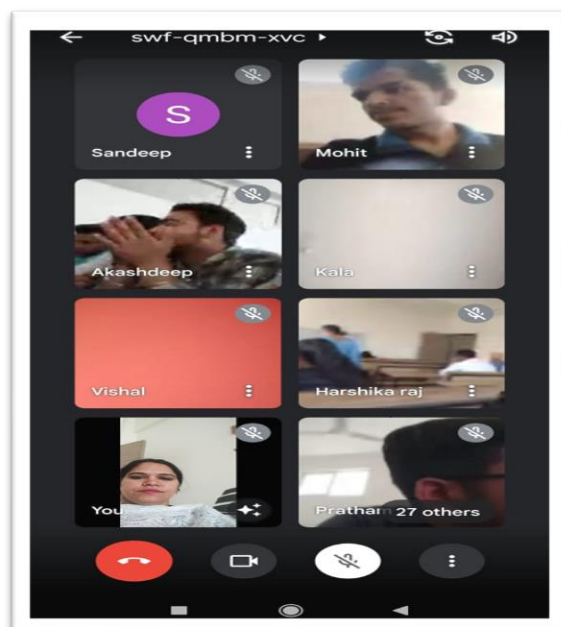 swf-qmbm-xvc
S
Sandeep
Mohit
Akashdeep
Kala
Vishal
Harshika raj
You
Pratham
27 others